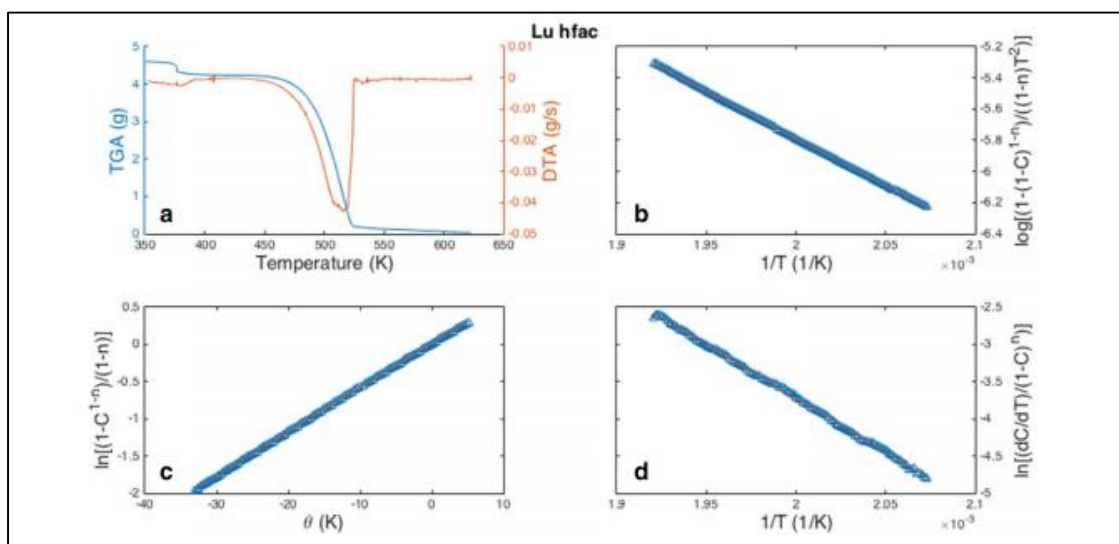 Lu hfac
TGA (g)
5
4
3
2
1
0
a
0.01
0
-0.01
-0.02
-0.03
-0.04
-0.05
DTA (g/s)
350 400 450 500 550 600 650
Temperature (K)
b
-5.2
-5.4
-5.6
-5.8
-6
-6.2
-6.4
log[(1-(1-C)^{1-n})/((1-n)T^2)]
1.9 1.95 2 2.05 2.1
1/T (1/K) ×10^{-3}
ln[(1-C^{1-n})/(1-n)]
0.5
0
-0.5
-1
-1.5
-2
c
-40 -30 -20 -10 0 10
θ (K)
d
-2.5
-3
-3.5
-4
-4.5
-5
ln[(dC/dT)/(1-C)^n)]
1.9 1.95 2 2.05 2.1
1/T (1/K) ×10^{-3}